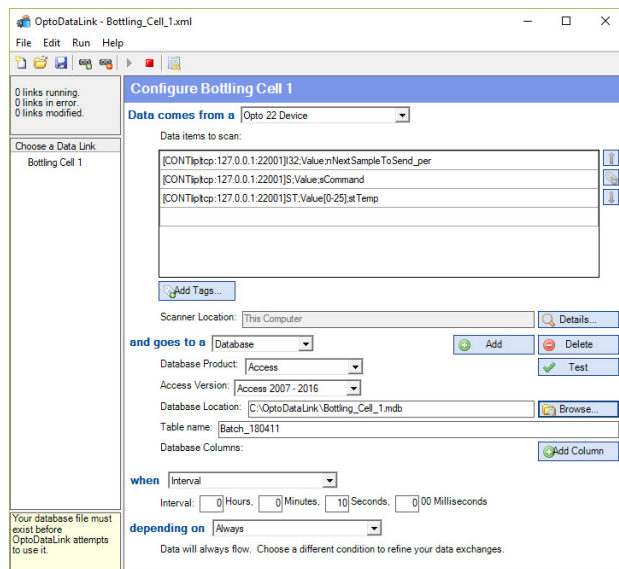 OptoDataLink - Bottling_Cell_1.xml
File Edit Run Help
0 links running.
0 links in error.
0 links modified.
Choose a Data Link
Bottling Cell 1
Configure Bottling Cell 1
Data comes from a Opto 22 Device
Data items to scan:
[CONT|ip|tcp:127.0.0.1:22001]I32;Value;nNextSampleToSend_per
[CONT|ip|tcp:127.0.0.1:22001]S;Value;sCommand
[CONT|ip|tcp:127.0.0.1:22001]ST;Value[0-25];stTemp
Add Tags...
Scanner Location: This Computer Details...
and goes to a Database Add Delete
Database Product: Access Test
Access Version: Access 2007 - 2016
Database Location: C:\OptoDataLink\Bottling_Cell_1.mdb Browse...
Table name: Batch_180411
Database Columns: Add Column
when Interval
Interval: 0 Hours, 0 Minutes, 10 Seconds, 0 00 Milliseconds
depending on Always
Data will always flow. Choose a different condition to refine your data exchanges.
Your database file must
exist before
OptoDataLink attempts
to use it.